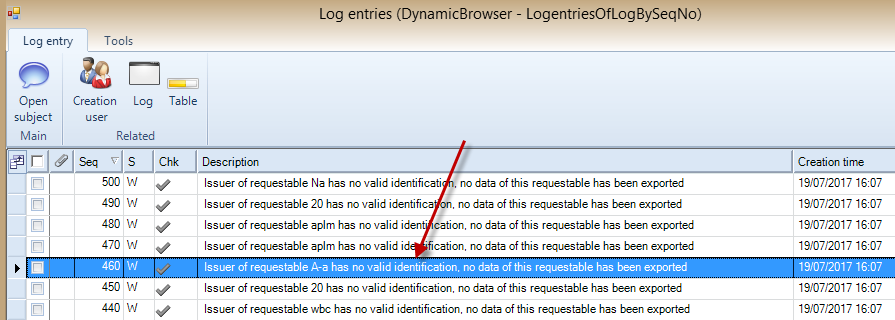 Log entries (DynamicBrowser - LogentriesOfLogBySeqNo)
Log entry Tools
Open subject Creation user Log Table
Main Related
Seq S Chk Description Creation time
500 W Issuer of requestable Na has no valid identification, no data of this requestable has been exported 19/07/2017 16:07
490 W Issuer of requestable 20 has no valid identification, no data of this requestable has been exported 19/07/2017 16:07
480 W Issuer of requestable aplm has no valid identification, no data of this requestable has been exported 19/07/2017 16:07
470 W Issuer of requestable aplm has no valid identification, no data of this requestable has been exported 19/07/2017 16:07
460 W Issuer of requestable A-a has no valid identification, no data of this requestable has been exported 19/07/2017 16:07
450 W Issuer of requestable 20 has no valid identification, no data of this requestable has been exported 19/07/2017 16:07
440 W Issuer of requestable wbc has no valid identification, no data of this requestable has been exported 19/07/2017 16:07